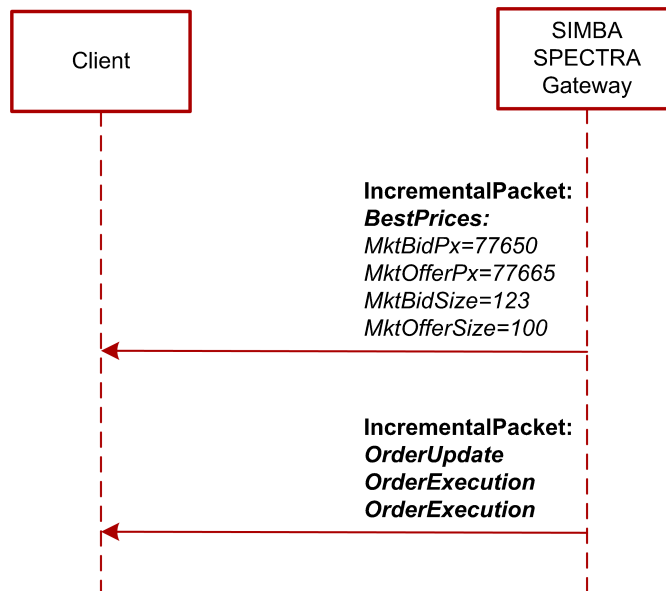 Client
SIMBA
SPECTRA
Gateway
IncrementalPacket:
BestPrices:
MktBidPx=77650
MktOfferPx=77665
MktBidSize=123
MktOfferSize=100
IncrementalPacket:
OrderUpdate
OrderExecution
OrderExecution